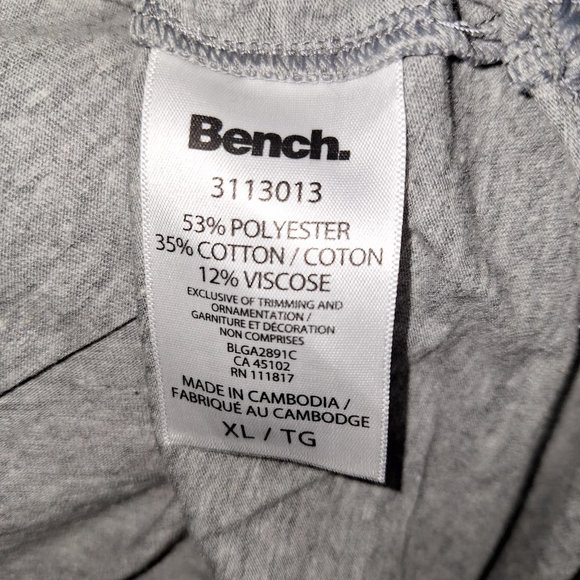 Bench.
3113013
53% POLYESTER
35% COTTON / COTON
12% VISCOSE
EXCLUSIVE OF TRIMMING AND
ORNAMENTATION /
GARNITURE ET DÉCORATION
NON COMPRISES
BLGA2891C
CA 45102
RN 111817
MADE IN CAMBODIA /
FABRIQUÉ AU CAMBODGE
XL / TG